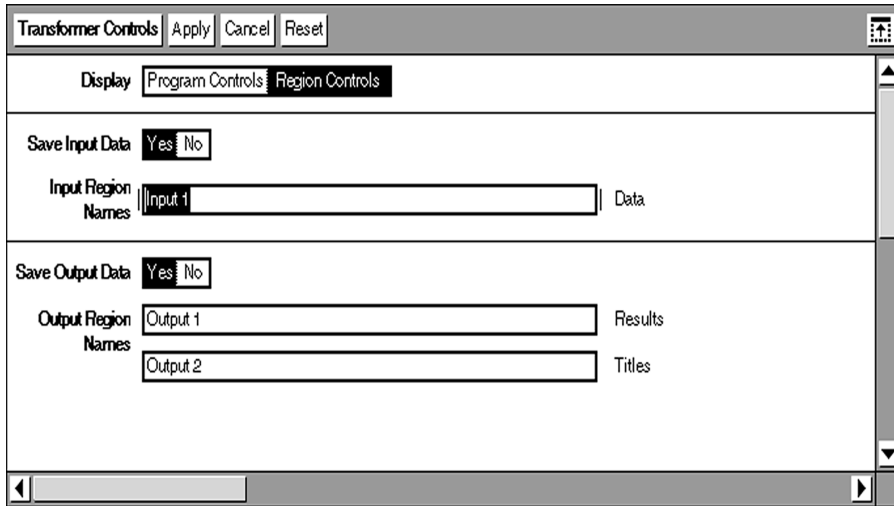 Transformer Controls Apply Cancel Reset
Display Program Controls Region Controls
Save Input Data Yes No
Input Region Names Input 1 Data
Save Output Data Yes No
Output Region Names Output 1 Results
Output 2 Titles